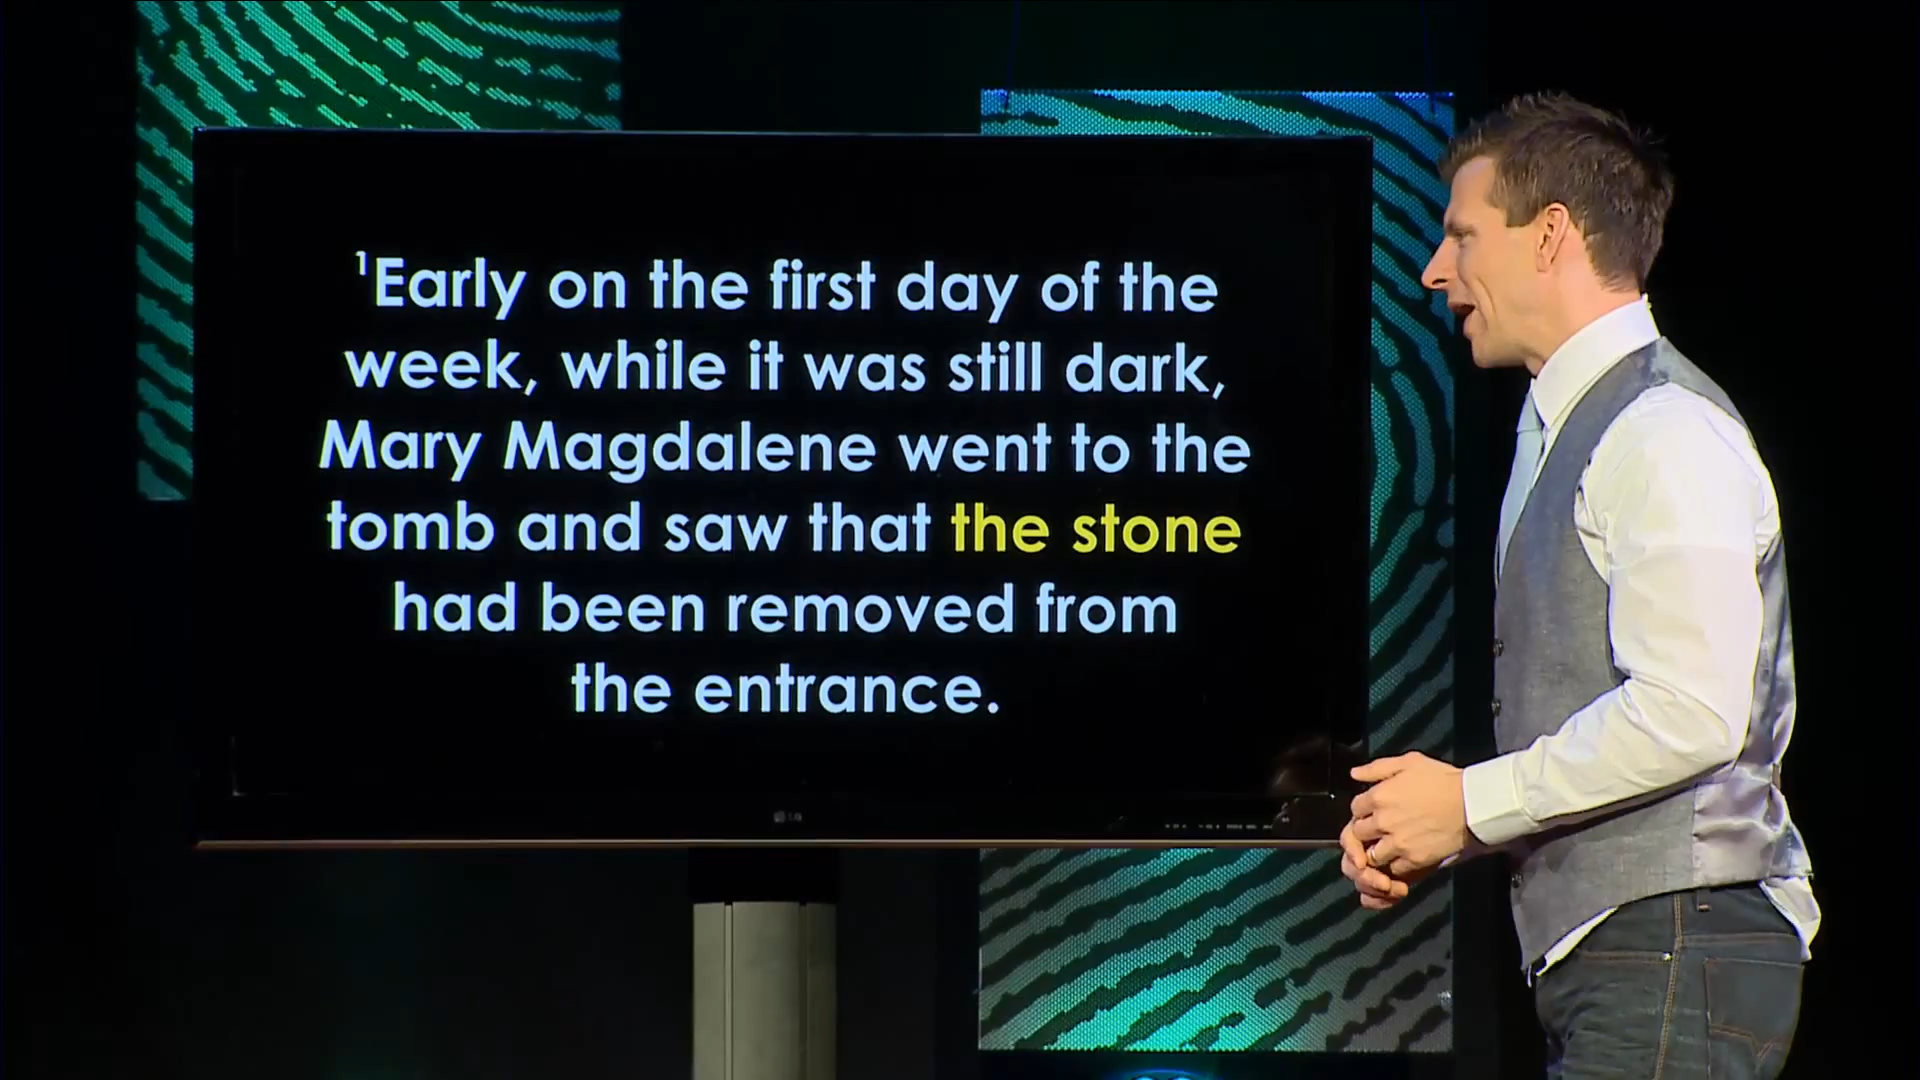 ¹Early on the first day of the
week, while it was still dark,
Mary Magdalene went to the
tomb and saw that the stone
had been removed from
the entrance.
LG